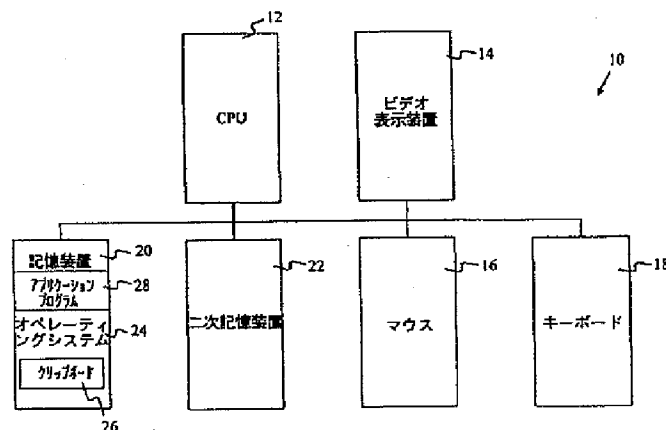 12
14
10
CPU
ビデオ
表示装置
記憶装置
20
アプリケーション
プログラム
28
オペレーティ
ングシステム
24
クリップボード
26
22
二次記憶装置
16
マウス
18
キーボード